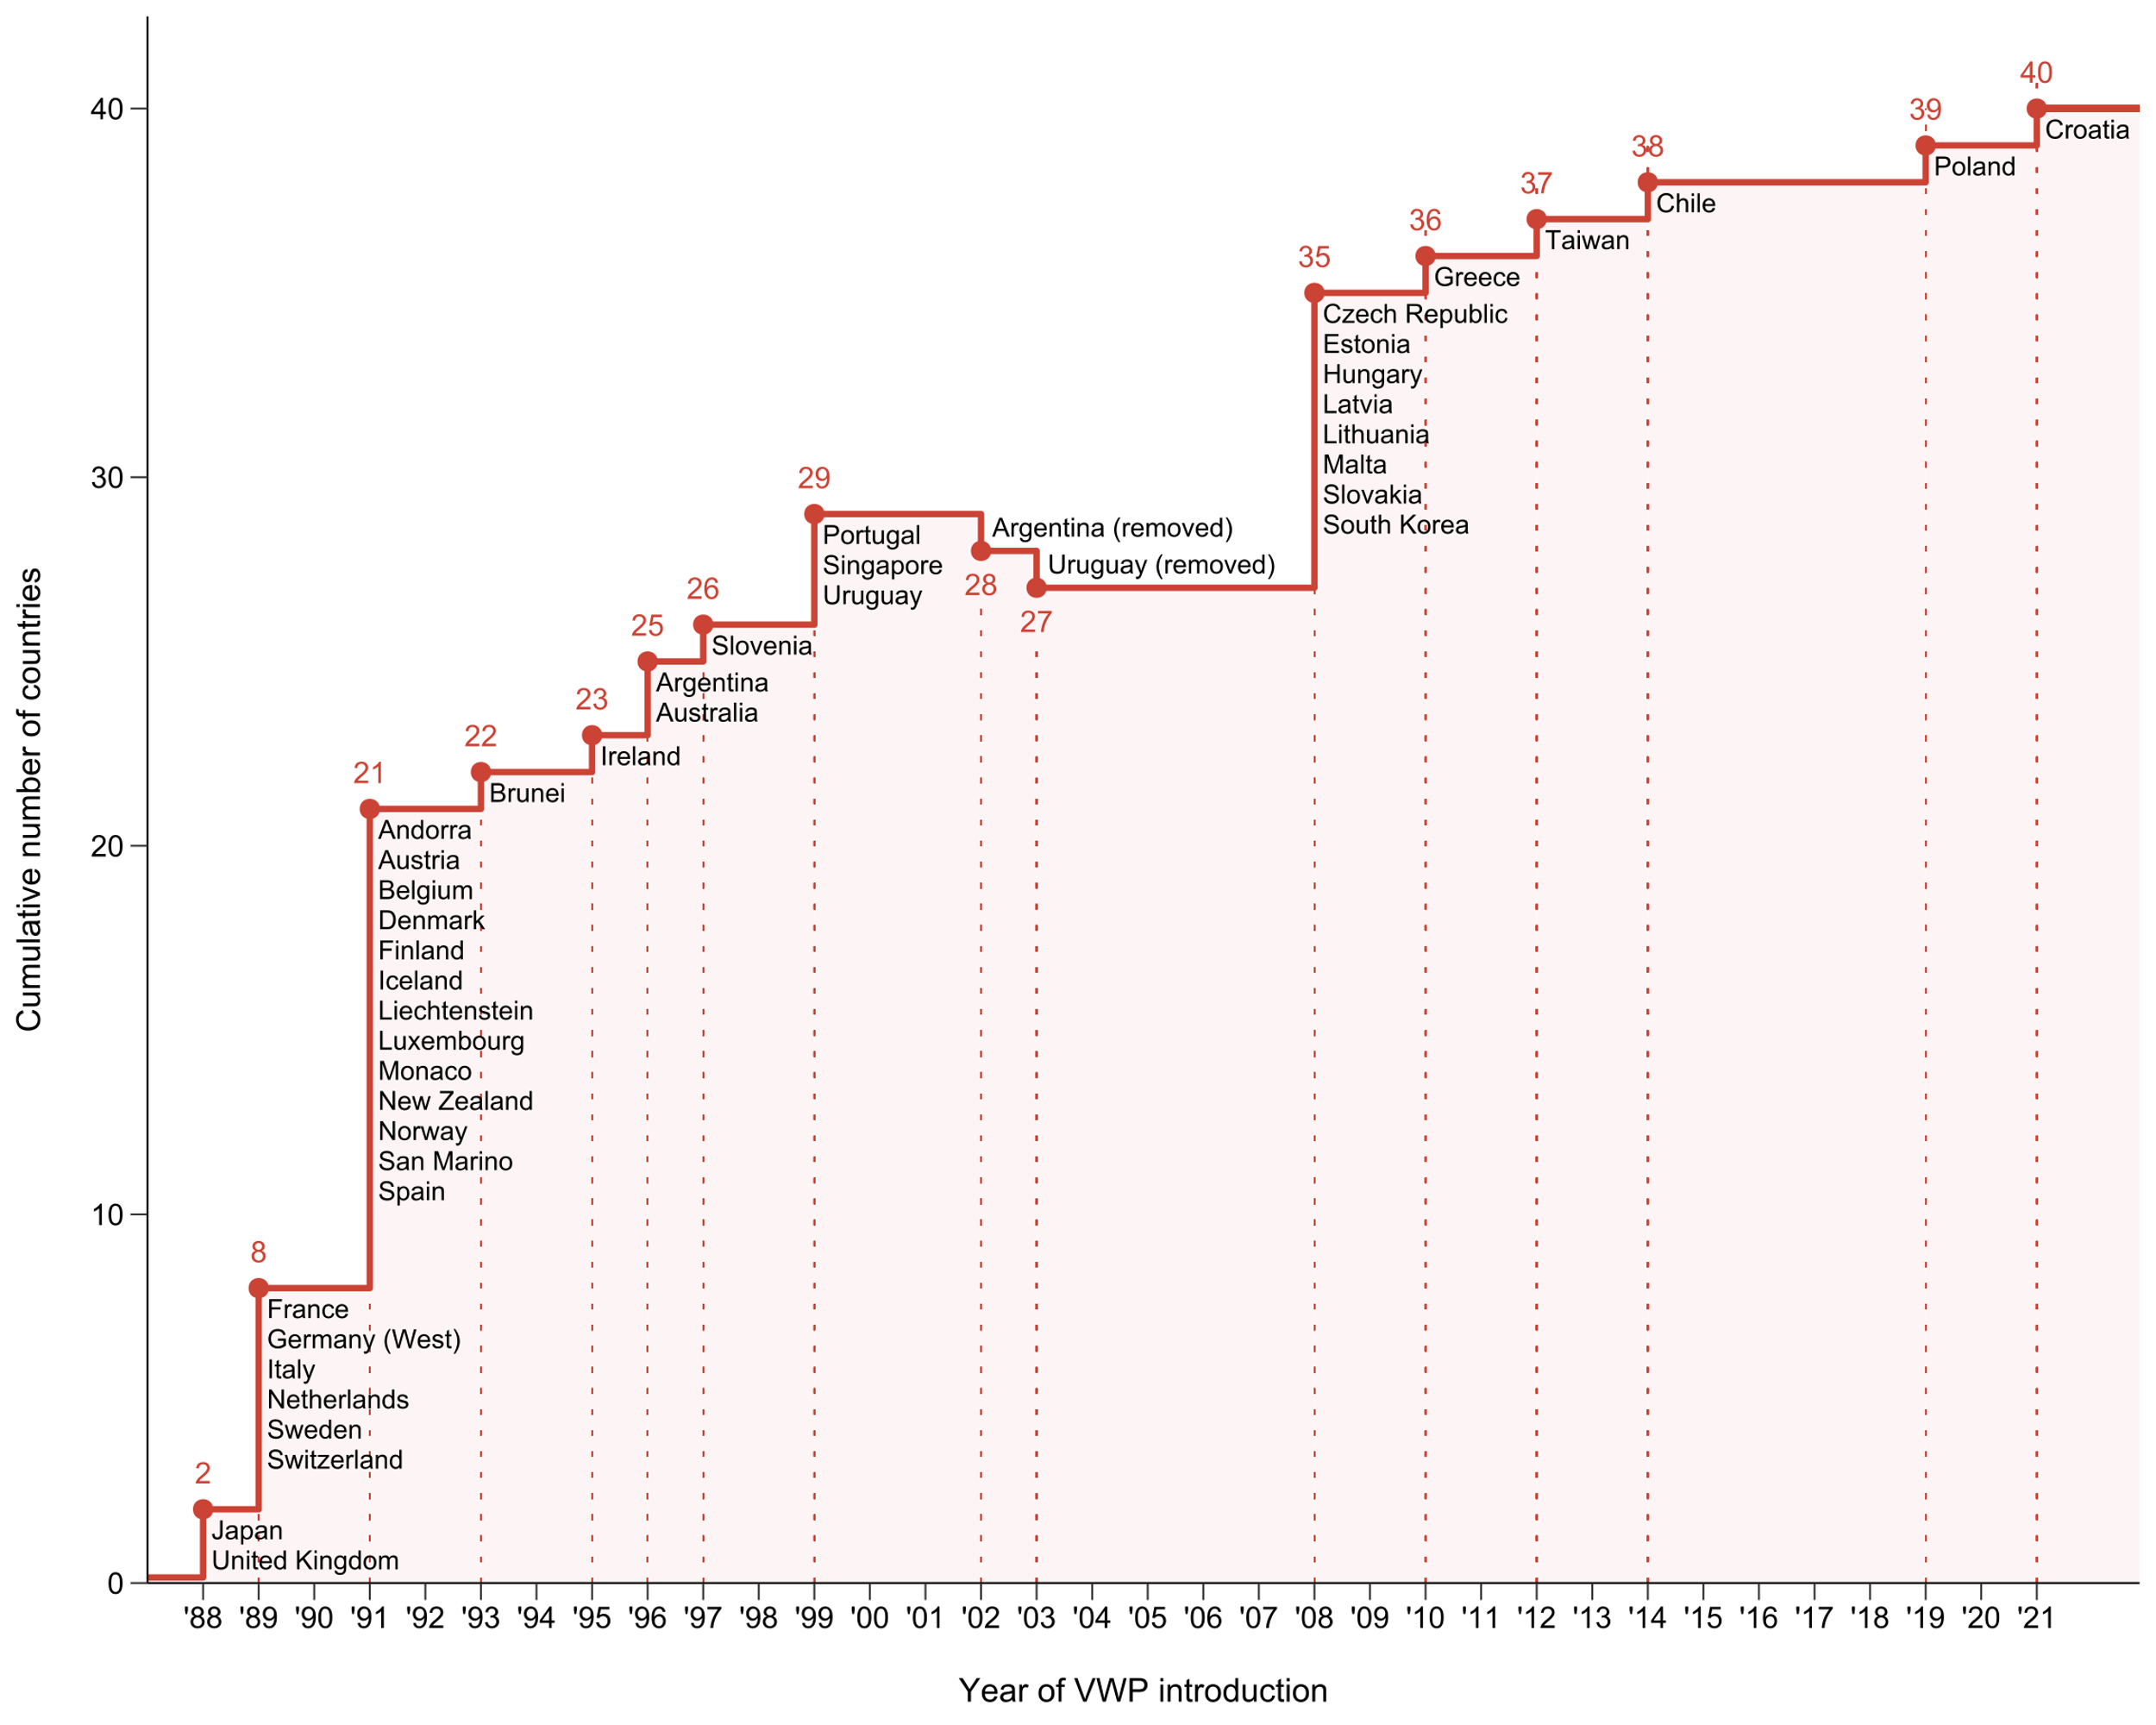 40
Croatia
39
Poland
38
Chile
37
Taiwan
36
Greece
35
Czech Republic
Estonia
Hungary
Latvia
Lithuania
Malta
Slovakia
South Korea
29
Portugal
Singapore
Uruguay
Argentina (removed)
28
Uruguay (removed)
27
26
Slovenia
25
Argentina
Australia
23
Ireland
22
Brunei
21
Andorra
Austria
Belgium
Denmark
Finland
Iceland
Liechtenstein
Luxembourg
Monaco
New Zealand
Norway
San Marino
Spain
8
France
Germany (West)
Italy
Netherlands
Sweden
Switzerland
2
Japan
United Kingdom
40
30
20
10
0
Cumulative number of countries
'88 '89 '90 '91 '92 '93 '94 '95 '96 '97 '98 '99 '00 '01 '02 '03 '04 '05 '06 '07 '08 '09 '10 '11 '12 '13 '14 '15 '16 '17 '18 '19 '20 '21
Year of VWP introduction